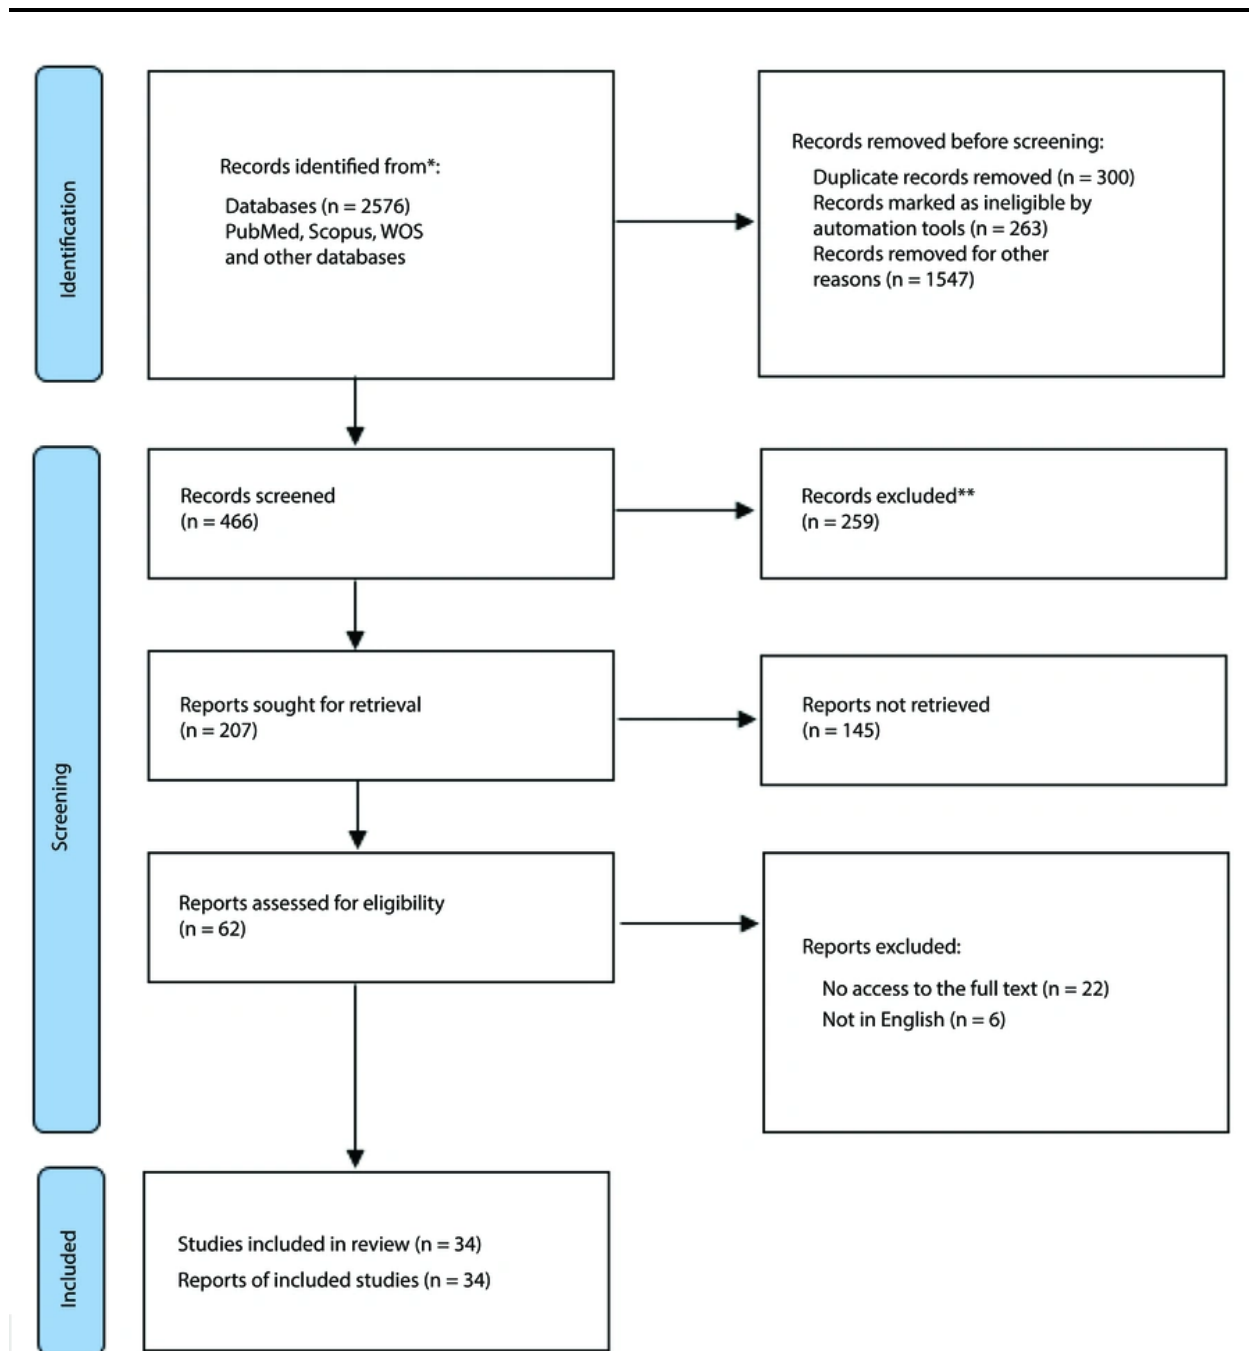 Identification
Records identified from*:
Databases (n = 2576)
PubMed, Scopus, WOS
and other databases
Records removed before screening:
Duplicate records removed (n = 300)
Records marked as ineligible by
automation tools (n = 263)
Records removed for other
reasons (n = 1547)
Screening
Records screened
(n = 466)
Records excluded**
(n = 259)
Reports sought for retrieval
(n = 207)
Reports not retrieved
(n = 145)
Reports assessed for eligibility
(n = 62)
Reports excluded:
No access to the full text (n = 22)
Not in English (n = 6)
Included
Studies included in review (n = 34)
Reports of included studies (n = 34)